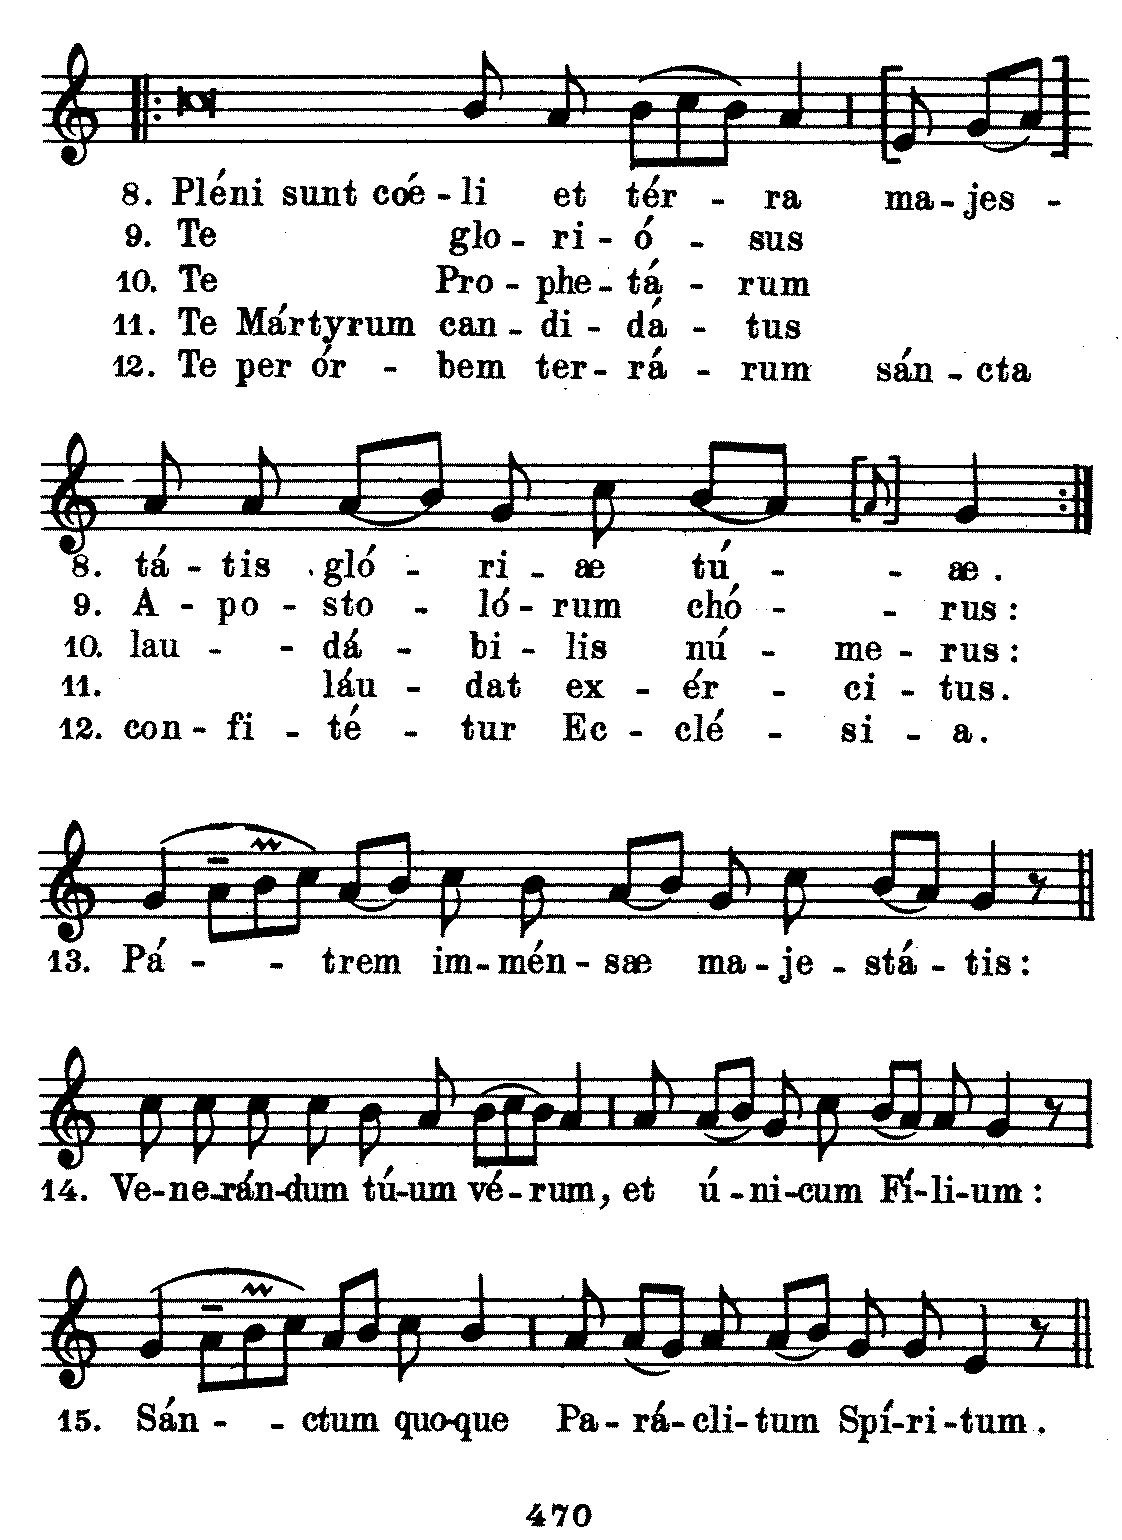 8. Pléni sunt coé - li et tér - ra ma - jes -
9. Te glo - ri - ó - sus
10. Te Pro - phe - tá - rum
11. Te Mártyrum can - di - dá - tus
12. Te per ór - bem ter - rá - rum sán - cta
8. tá - tis gló - ri - æ tú - - æ.
9. A - po - sto - ló - rum chó - - rus:
10. lau - - dá - bi - lis nú - me - rus:
11. láu - dat ex - ér - ci - tus.
12. con - fi - té - tur Ec - clé - si - a.
13. Pá - - trem im - mén - sæ ma - je - stá - tis:
14. Ve - ne - rán - dum tú - um vé - rum, et ú - ni - cum Fí - li - um:
15. Sán - - ctum quo - que Pa - rá - cli - tum Spí - ri - tum.
470